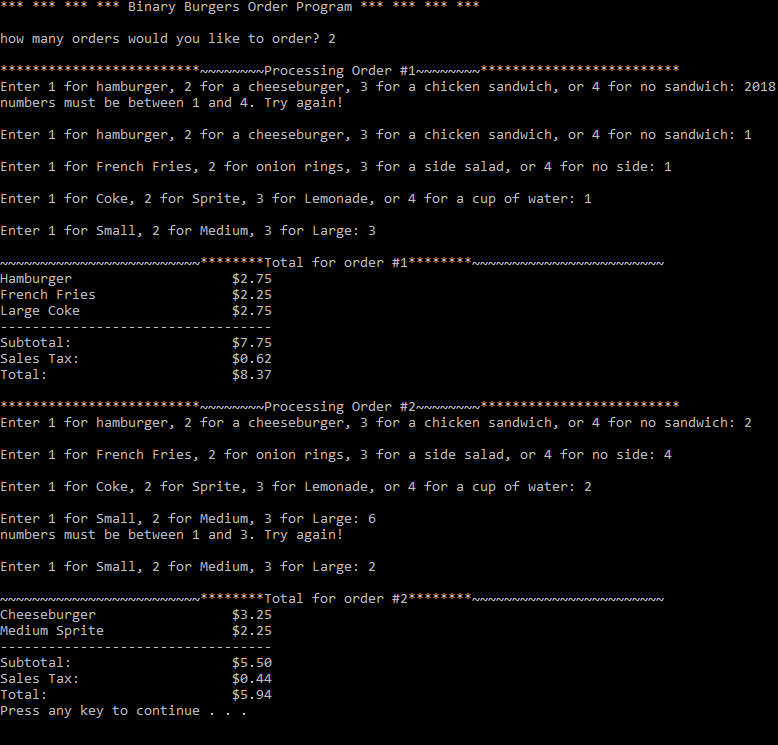 *** *** *** *** Binary Burgers Order Program *** *** *** ***
how many orders would you like to order? 2
*************************~~~~~~~~Processing Order #1~~~~~~~~*************************
Enter 1 for hamburger, 2 for a cheeseburger, 3 for a chicken sandwich, or 4 for no sandwich: 2018
numbers must be between 1 and 4. Try again!
Enter 1 for hamburger, 2 for a cheeseburger, 3 for a chicken sandwich, or 4 for no sandwich: 1
Enter 1 for French Fries, 2 for onion rings, 3 for a side salad, or 4 for no side: 1
Enter 1 for Coke, 2 for Sprite, 3 for Lemonade, or 4 for a cup of water: 1
Enter 1 for Small, 2 for Medium, 3 for Large: 3
~~~~~~~~~~~~~~~~~~~~~~~~~********Total for order #1********~~~~~~~~~~~~~~~~~~~~~~~~
Hamburger                    $2.75
French Fries                 $2.25
Large Coke                   $2.75
----------------------------------
Subtotal:                    $7.75
Sales Tax:                   $0.62
Total:                       $8.37
*************************~~~~~~~~Processing Order #2~~~~~~~~*************************
Enter 1 for hamburger, 2 for a cheeseburger, 3 for a chicken sandwich, or 4 for no sandwich: 2
Enter 1 for French Fries, 2 for onion rings, 3 for a side salad, or 4 for no side: 4
Enter 1 for Coke, 2 for Sprite, 3 for Lemonade, or 4 for a cup of water: 2
Enter 1 for Small, 2 for Medium, 3 for Large: 6
numbers must be between 1 and 3. Try again!
Enter 1 for Small, 2 for Medium, 3 for Large: 2
~~~~~~~~~~~~~~~~~~~~~~~~~********Total for order #2********~~~~~~~~~~~~~~~~~~~~~~~~
Cheeseburger                 $3.25
Medium Sprite                $2.25
----------------------------------
Subtotal:                    $5.50
Sales Tax:                   $0.44
Total:                       $5.94
Press any key to continue . . .